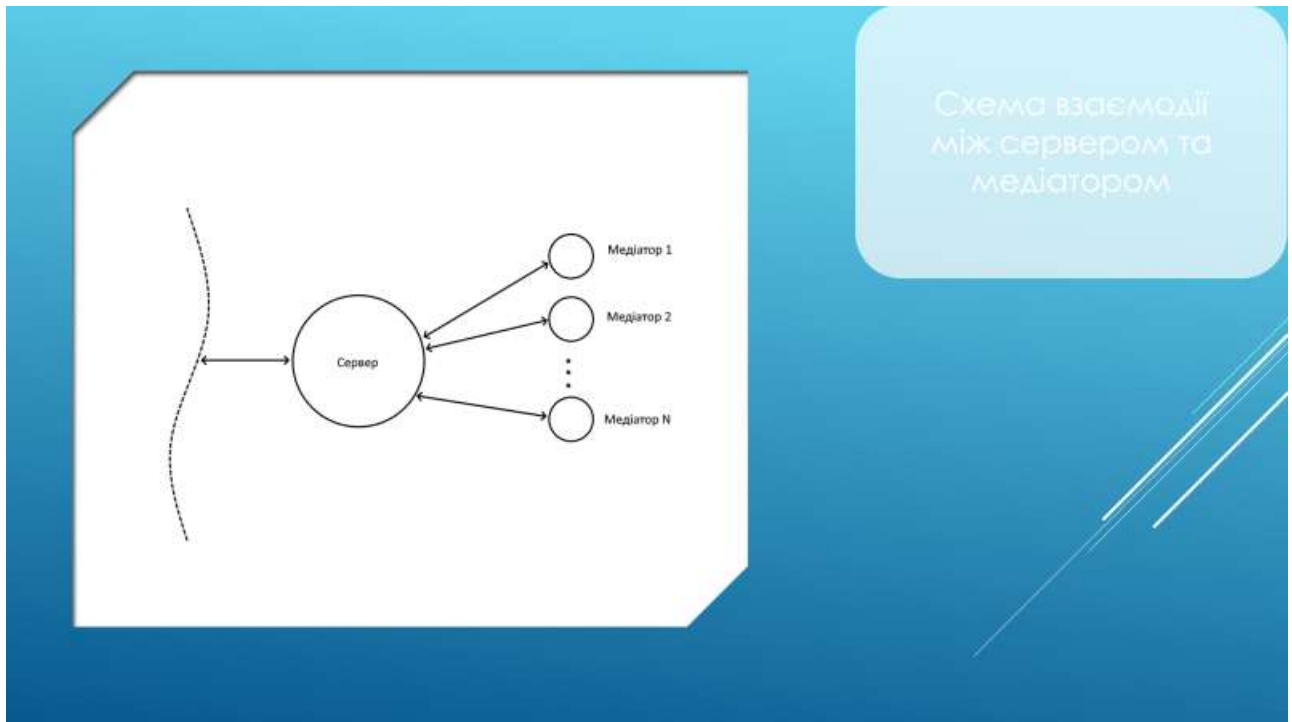 Схема взаємодії
між сервером та
медіатором
Медіатор 1
Медіатор 2
Сервер
Медіатор N